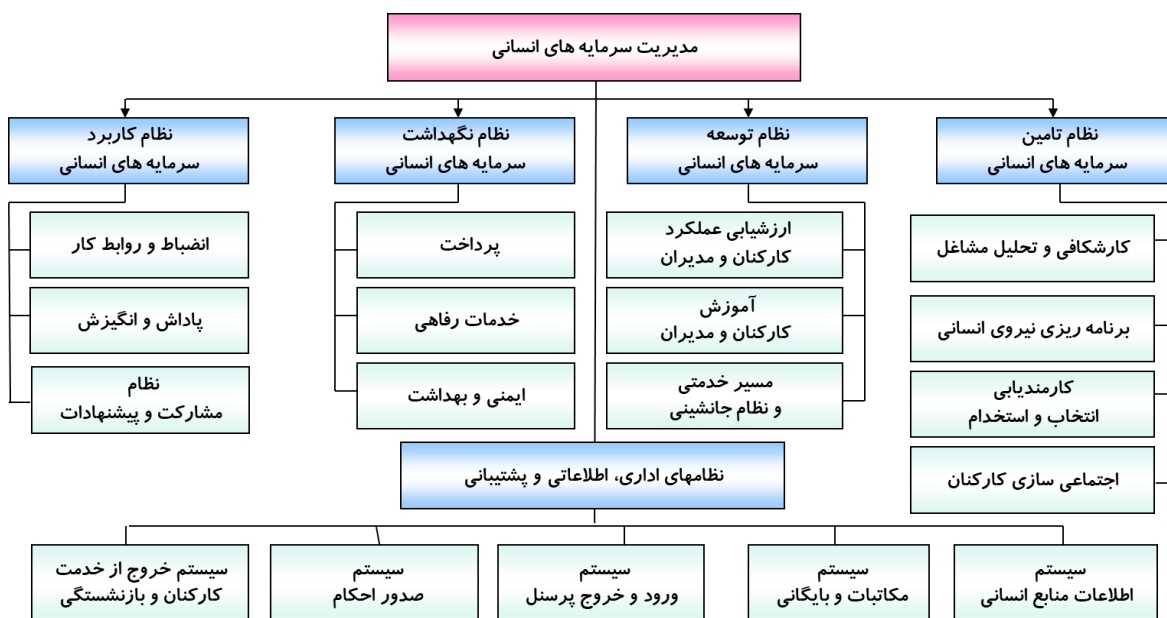 مدیریت سرمایه های انسانی
نظام تامین
سرمایه های انسانی
کارشکافی و تحلیل مشاغل
برنامه ریزی نیروی انسانی
کارمندیابی
انتخاب و استخدام
اجتماعی سازی کارکنان
نظام توسعه
سرمایه های انسانی
ارزشیابی عملکرد
کارکنان و مدیران
آموزش
کارکنان و مدیران
مسیر خدمتی
و نظام جانشینی
نظام نگهداشت
سرمایه های انسانی
پرداخت
خدمات رفاهی
ایمنی و بهداشت
نظام کاربرد
سرمایه های انسانی
انضباط و روابط کار
پاداش و انگیزش
نظام
مشارکت و پیشنهادات
نظامهای اداری، اطلاعاتی و پشتیبانی
سیستم
اطلاعات منابع انسانی
سیستم
مکاتبات و بایگانی
سیستم
ورود و خروج پرسنل
سیستم
صدور احکام
سیستم خروج از خدمت
کارکنان و بازنشستگی